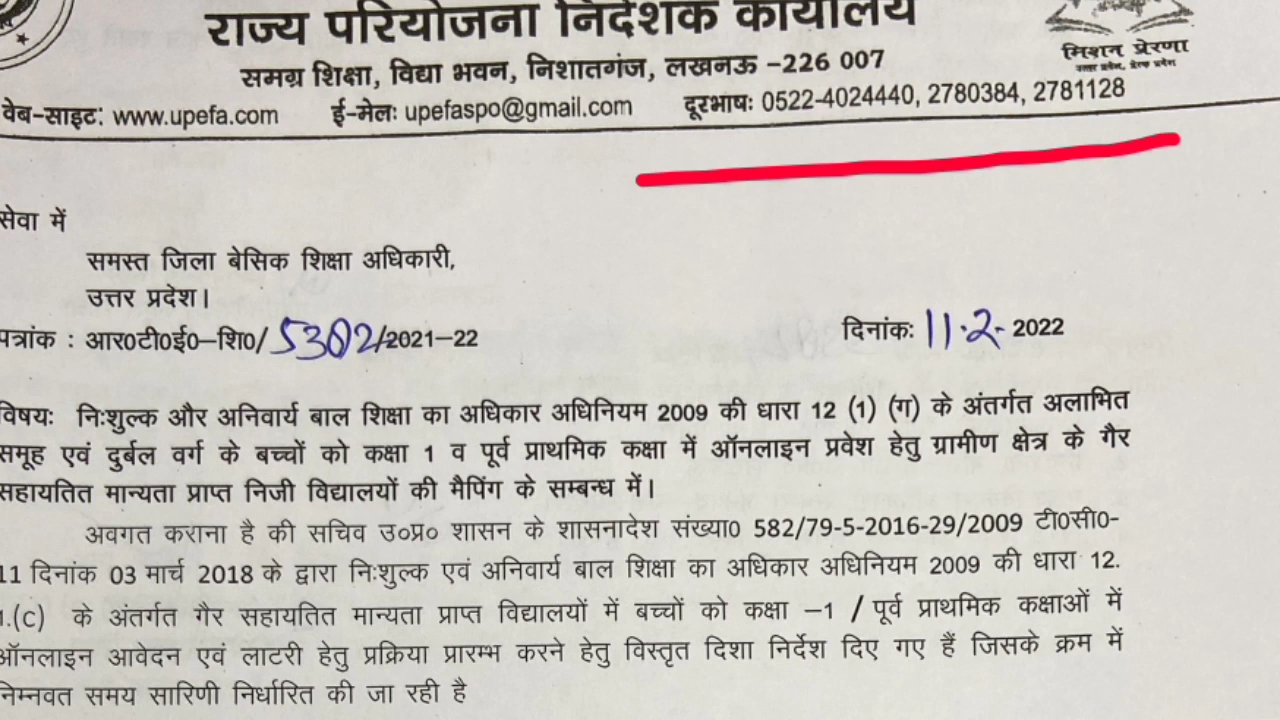 राज्य परियोजना निदेशक कार्यालय
समग्र शिक्षा, विद्या भवन, निशातगंज, लखनऊ –226 007
मिशन प्रेरणा
वेब–साइट: www.upefa.com ई–मेलः upefaspo@gmail.com दूरभाषः 0522-4024440, 2780384, 2781128
सेवा में
समस्त जिला बेसिक शिक्षा अधिकारी,
उत्तर प्रदेश।
पत्रांक : आर०टी०ई०–शि०/5302/2021–22 दिनांकः 11.2. 2022
विषयः निःशुल्क और अनिवार्य बाल शिक्षा का अधिकार अधिनियम 2009 की धारा 12 (1) (ग) के अंतर्गत अलाभित
समूह एवं दुर्बल वर्ग के बच्चों को कक्षा 1 व पूर्व प्राथमिक कक्षा में ऑनलाइन प्रवेश हेतु ग्रामीण क्षेत्र के गैर
सहायतित मान्यता प्राप्त निजी विद्यालयों की मैपिंग के सम्बन्ध में।
अवगत कराना है की सचिव उ०प्र० शासन के शासनादेश संख्या0 582/79-5-2016-29/2009 टी0सी0-
11 दिनांक 03 मार्च 2018 के द्वारा निःशुल्क एवं अनिवार्य बाल शिक्षा का अधिकार अधिनियम 2009 की धारा 12.
1.(C) के अंतर्गत गैर सहायतित मान्यता प्राप्त विद्यालयों में बच्चों को कक्षा –1 / पूर्व प्राथमिक कक्षाओं में
ऑनलाइन आवेदन एवं लाटरी हेतु प्रक्रिया प्रारम्भ करने हेतु विस्तृत दिशा निर्देश दिए गए हैं जिसके क्रम में
निम्नवत समय सारिणी निर्धारित की जा रही है